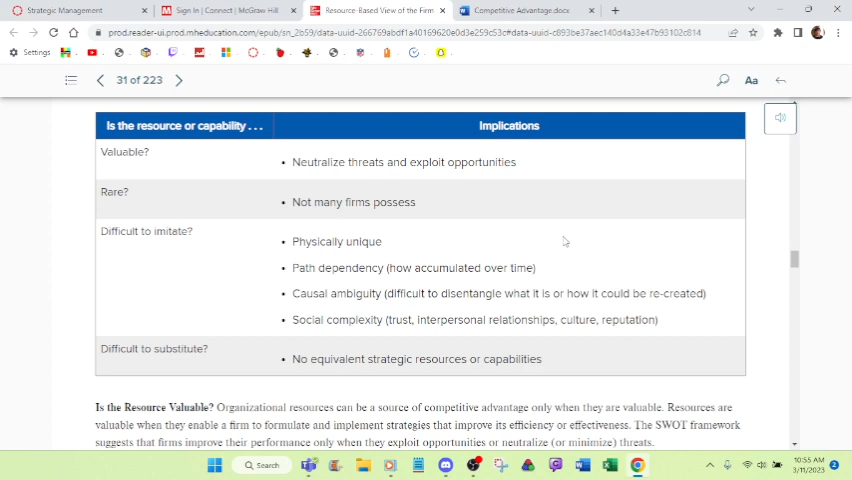 Strategic Management
Sign In | Connect | McGraw Hill
Resource-Based View of the Firm
Competitive Advantage.docx
prod.reader-ui.prod.mheducation.com/epub/sn_2b59/data-uuid-266769abdf1a40169620e0d3e259c53c#data-uuid-c893be37aec140d4a33e47b93102c814
Settings
31 of 223
Aa
Is the resource or capability . . .
Implications
Valuable?
• Neutralize threats and exploit opportunities
Rare?
• Not many firms possess
Difficult to imitate?
• Physically unique
• Path dependency (how accumulated over time)
• Causal ambiguity (difficult to disentangle what it is or how it could be re-created)
• Social complexity (trust, interpersonal relationships, culture, reputation)
Difficult to substitute?
• No equivalent strategic resources or capabilities
Is the Resource Valuable? Organizational resources can be a source of competitive advantage only when they are valuable. Resources are
valuable when they enable a firm to formulate and implement strategies that improve its efficiency or effectiveness. The SWOT framework
suggests that firms improve their performance only when they exploit opportunities or neutralize (or minimize) threats.
Search
10:55 AM
3/11/2023
2